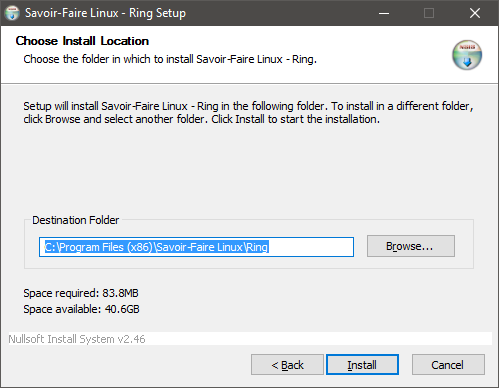 Savoir-Faire Linux - Ring Setup
Choose Install Location
Choose the folder in which to install Savoir-Faire Linux - Ring.
Setup will install Savoir-Faire Linux - Ring in the following folder. To install in a different folder,
click Browse and select another folder. Click Install to start the installation.
Destination Folder
C:\Program Files (x86)\Savoir-Faire Linux\Ring
Browse...
Space required: 83.8MB
Space available: 40.6GB
Nullsoft Install System v2.46
< Back
Install
Cancel